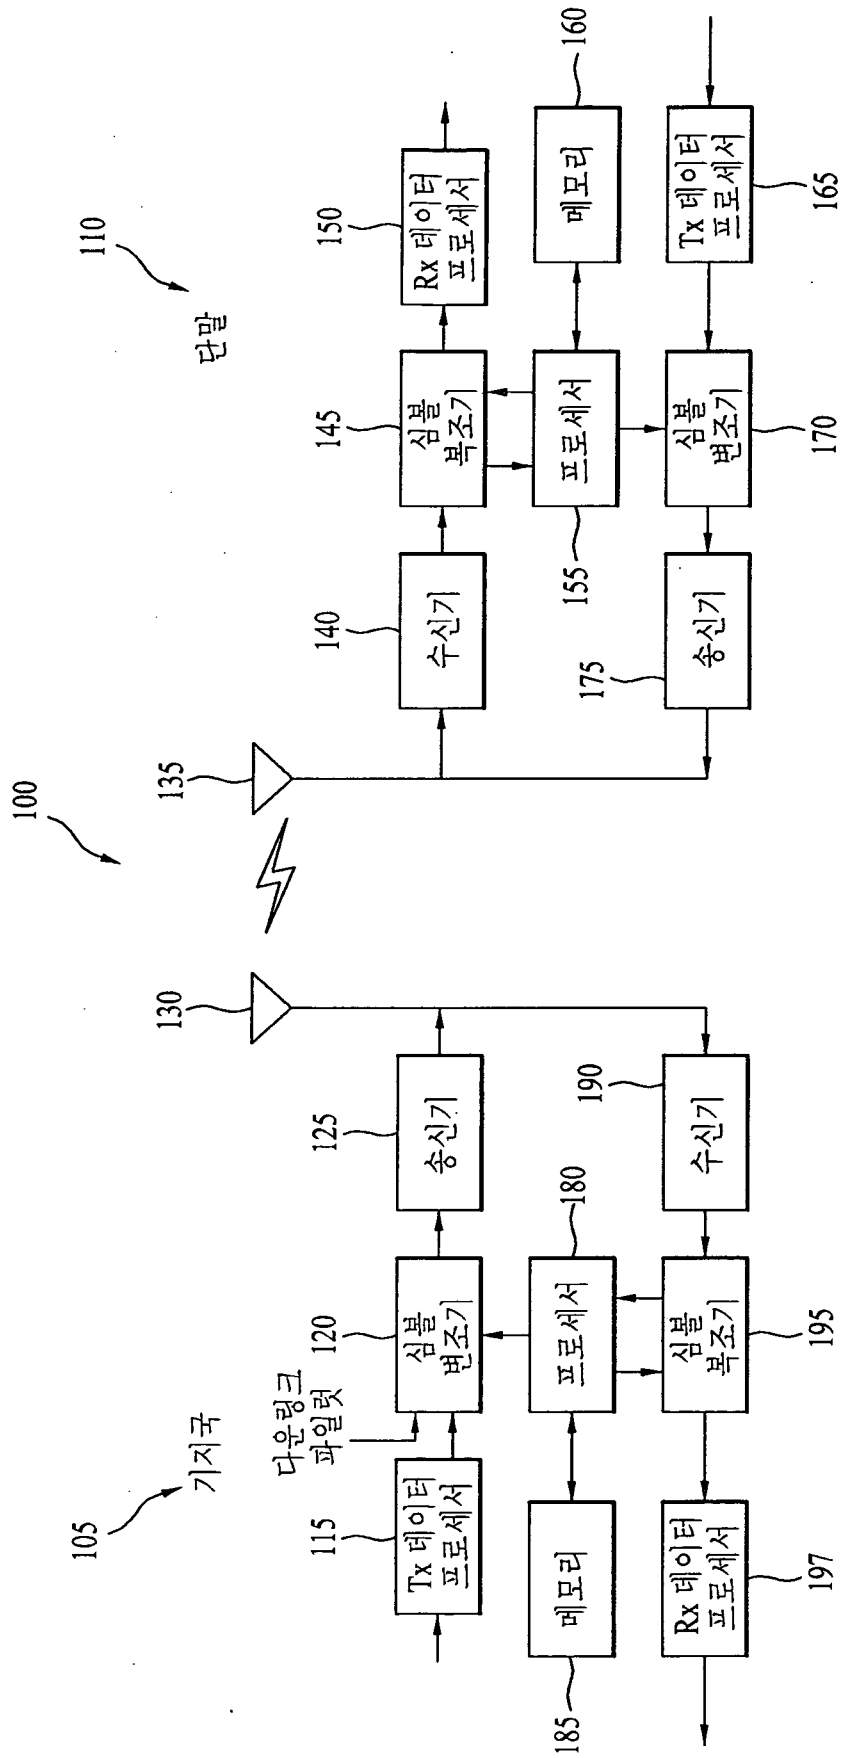 100
105
110
기지국
단말
130
135
다운링크
파일럿
115
120
125
140
145
150
Tx 데이터
프로세서
심볼
변조기
송신기
수신기
심볼
복조기
Rx 데이터
프로세서
185
180
155
160
메모리
프로세서
프로세서
메모리
190
175
Rx 데이터
프로세서
심볼
복조기
수신기
송신기
심볼
변조기
Tx 데이터
프로세서
197
195
170
165